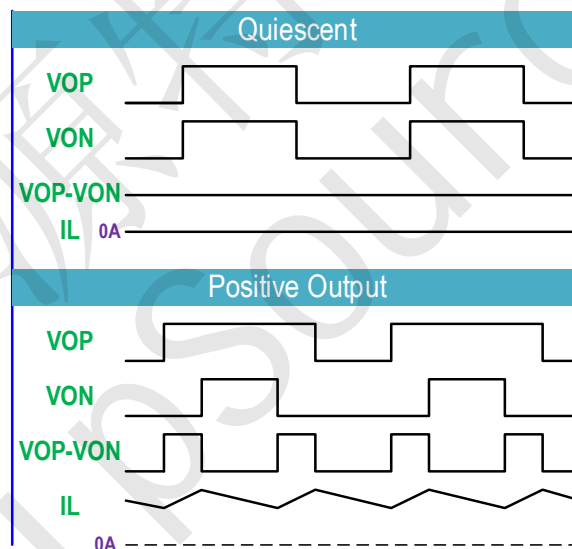 Quiescent
VOP
VON
VOP-VON
IL 0A
Positive Output
VOP
VON
VOP-VON
IL
0A